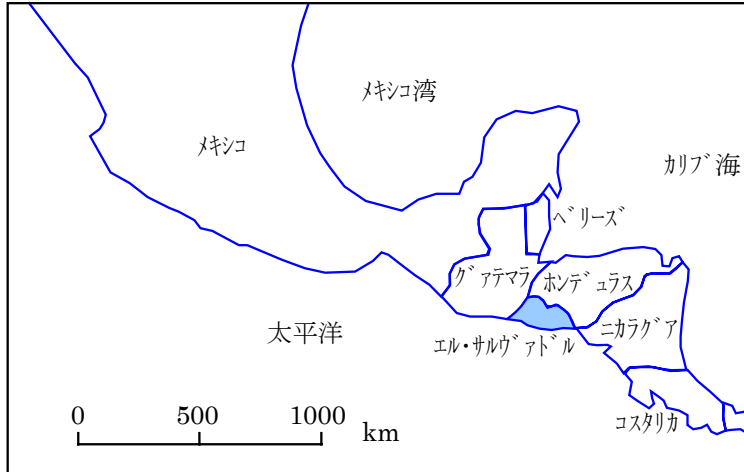 メキシコ湾
メキシコ
カリブ海
ベリーズ
グァテマラ
ホンデュラス
太平洋
エル・サルヴァドル
ニカラグア
コスタリカ
0 500 1000 km